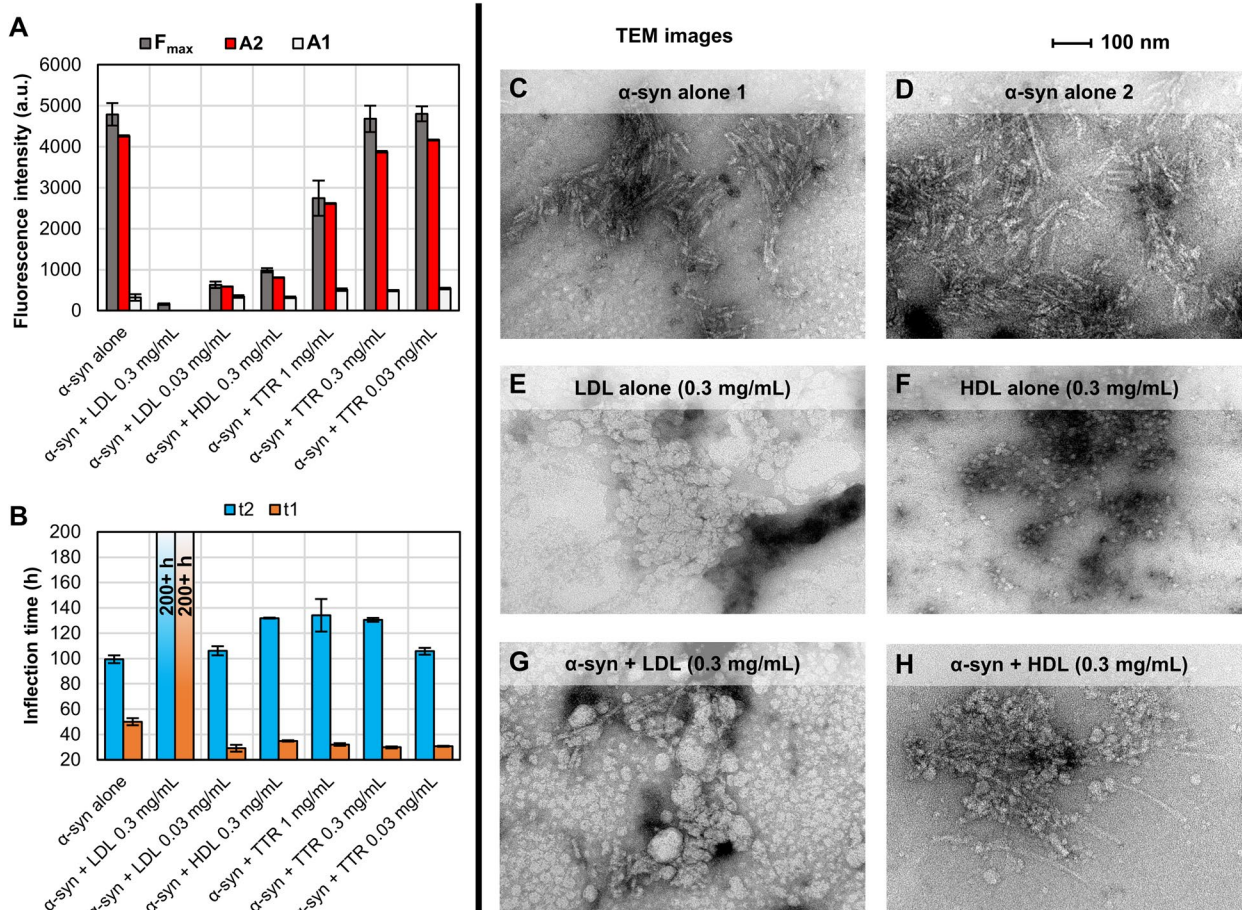 A
F_max A2 A1
Fluorescence intensity (a.u.)
6000
5000
4000
3000
2000
1000
0
α-syn alone
α-syn + LDL 0.3 mg/mL
α-syn + LDL 0.03 mg/mL
α-syn + HDL 0.3 mg/mL
α-syn + TTR 1 mg/mL
α-syn + TTR 0.3 mg/mL
α-syn + TTR 0.03 mg/mL
B
t2 t1
Inflection time (h)
200
180
160
140
120
100
80
60
40
20
200+ h
200+ h
α-syn alone
α-syn + LDL 0.3 mg/mL
α-syn + LDL 0.03 mg/mL
α-syn + HDL 0.3 mg/mL
α-syn + TTR 1 mg/mL
α-syn + TTR 0.3 mg/mL
α-syn + TTR 0.03 mg/mL
TEM images
100 nm
C α-syn alone 1
D α-syn alone 2
E LDL alone (0.3 mg/mL)
F HDL alone (0.3 mg/mL)
G α-syn + LDL (0.3 mg/mL)
H α-syn + HDL (0.3 mg/mL)